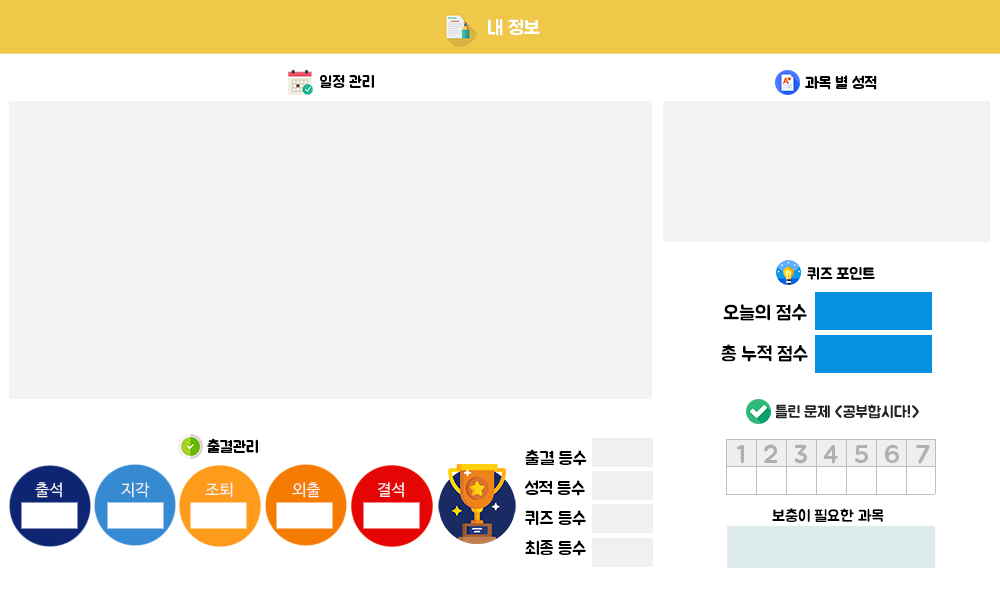 내 정보
일정 관리
과목 별 성적
A+
퀴즈 포인트
오늘의 점수
총 누적 점수
틀린 문제 <공부합시다!>
1 2 3 4 5 6 7
보충이 필요한 과목
출결관리
출석 지각 조퇴 외출 결석
출결 등수
성적 등수
퀴즈 등수
최종 등수